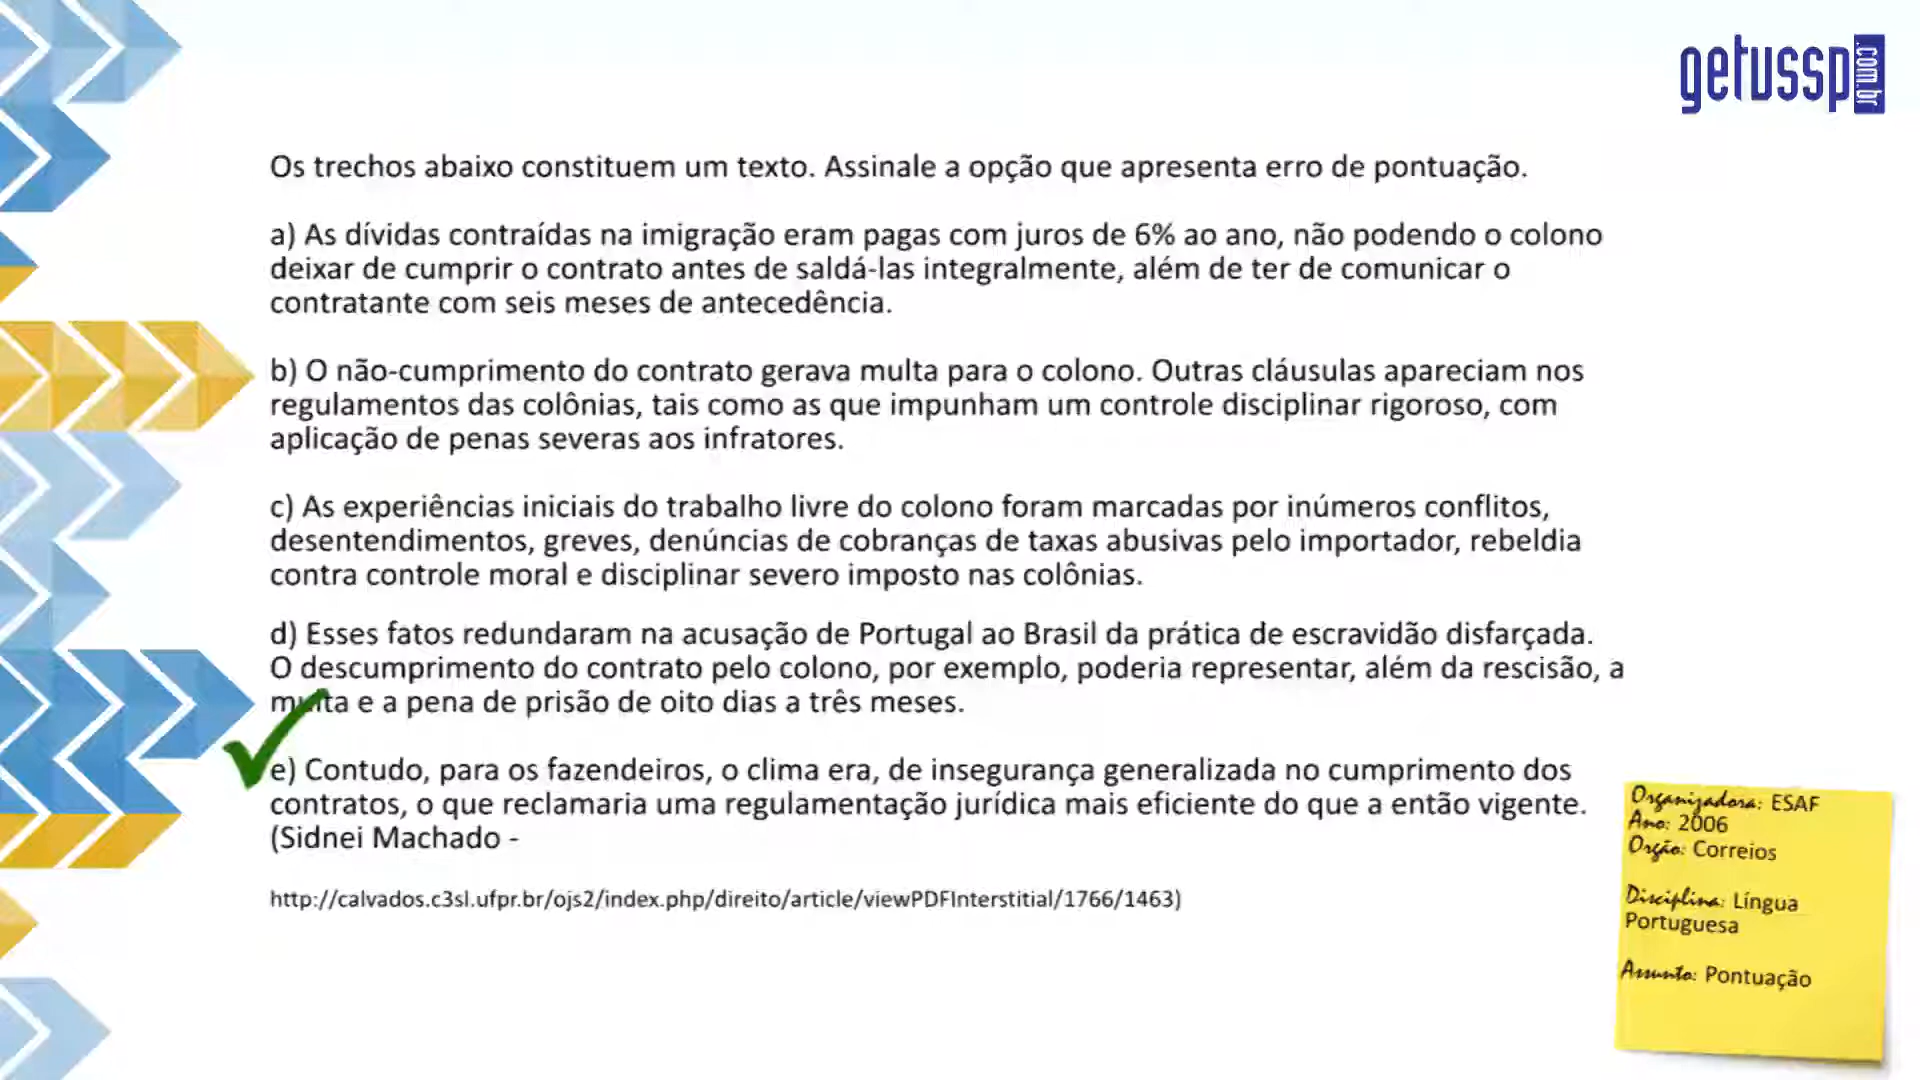 getussp.com.br
Os trechos abaixo constituem um texto. Assinale a opção que apresenta erro de pontuação.
a) As dívidas contraídas na imigração eram pagas com juros de 6% ao ano, não podendo o colono
deixar de cumprir o contrato antes de saldá-las integralmente, além de ter de comunicar o
contratante com seis meses de antecedência.
b) O não-cumprimento do contrato gerava multa para o colono. Outras cláusulas apareciam nos
regulamentos das colônias, tais como as que impunham um controle disciplinar rigoroso, com
aplicação de penas severas aos infratores.
c) As experiências iniciais do trabalho livre do colono foram marcadas por inúmeros conflitos,
desentendimentos, greves, denúncias de cobranças de taxas abusivas pelo importador, rebeldia
contra controle moral e disciplinar severo imposto nas colônias.
d) Esses fatos redundaram na acusação de Portugal ao Brasil da prática de escravidão disfarçada.
O descumprimento do contrato pelo colono, por exemplo, poderia representar, além da rescisão, a
multa e a pena de prisão de oito dias a três meses.
e) Contudo, para os fazendeiros, o clima era, de insegurança generalizada no cumprimento dos
contratos, o que reclamaria uma regulamentação jurídica mais eficiente do que a então vigente.
(Sidnei Machado -
http://calvados.c3sl.ufpr.br/ojs2/index.php/direito/article/viewPDFInterstitial/1766/1463)
Organizadora: ESAF
Ano: 2006
Orgão: Correios
Disciplina: Língua
Portuguesa
Assunto: Pontuação